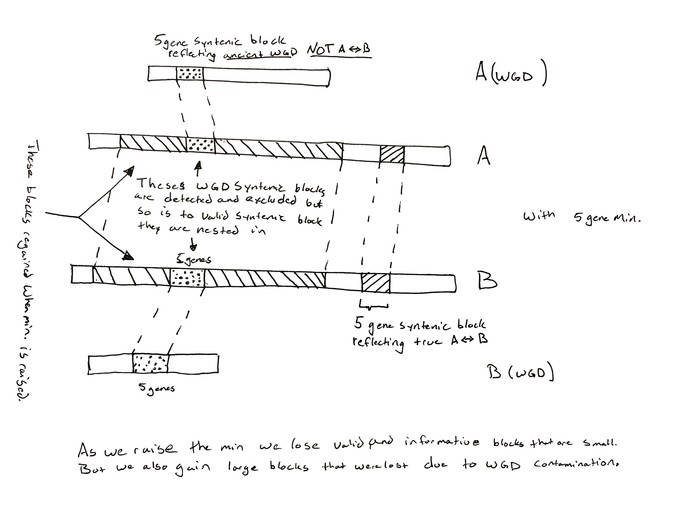 5 gene syntenic block
reflecting ancient WGD NOT A↔B
A (WGD)
A
These blocks regained when min. is raised.
Theses WGD Syntenic blocks
are detected and excluded but
so is to valid syntenic block
they are nested in
with 5 gene min.
5 genes
B
5 gene syntenic block
reflecting true A↔B
B (WGD)
5 genes
As we raise the min we lose valid and informative blocks that are small.
But we also gain large blocks that were lost due to WGD contamination.